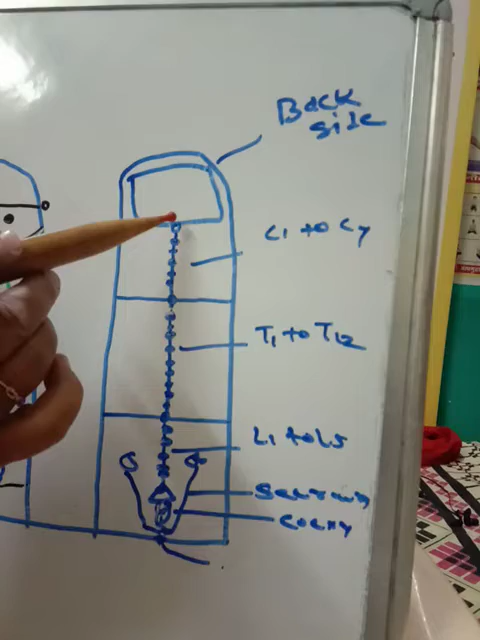 Back
side
C1 to C7
T1 to T12
L1 to L5
Sacrum
Cocxy